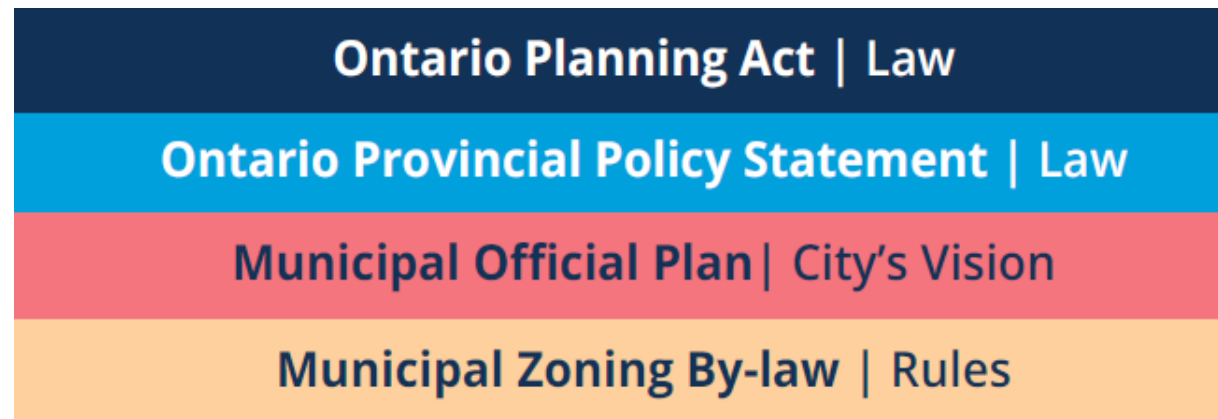 Ontario Planning Act | Law
Ontario Provincial Policy Statement | Law
Municipal Official Plan| City’s Vision
Municipal Zoning By-law | Rules